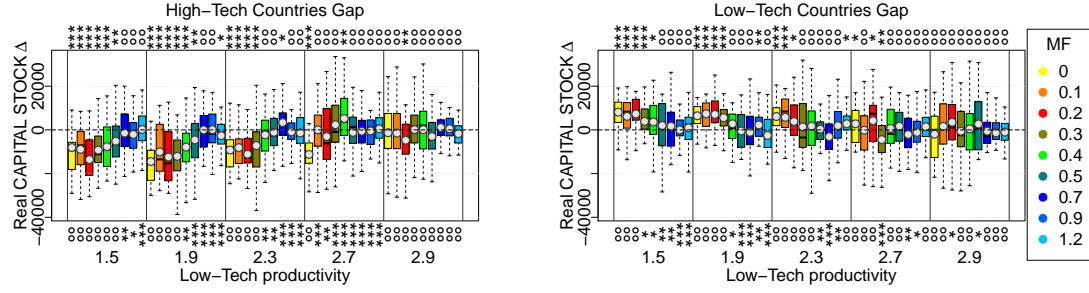 High−Tech Countries Gap
Real CAPITAL STOCK Δ
20000
0
−40000
1.5 1.9 2.3 2.7 2.9
Low−Tech productivity
Low−Tech Countries Gap
Real CAPITAL STOCK Δ
20000
0
−40000
1.5 1.9 2.3 2.7 2.9
Low−Tech productivity
MF
0
0.1
0.2
0.3
0.4
0.5
0.7
0.9
1.2